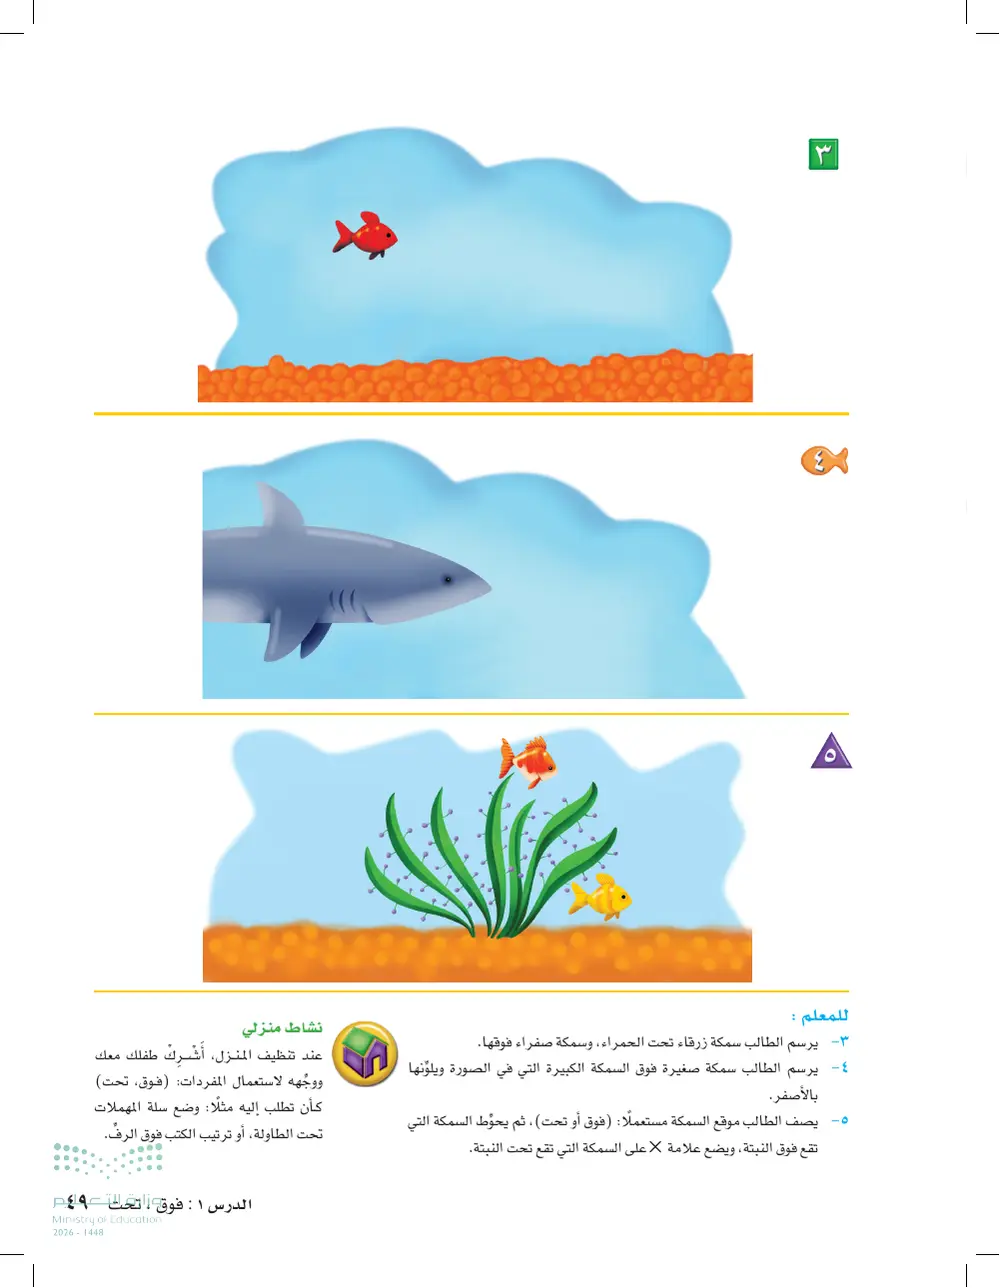 ٣
٤
٥
للمعلم :
٣- يرسم الطالب سمكة زرقاء تحت الحمراء، وسمكة صفراء فوقها.
٤- يرسم الطالب سمكة صغيرة فوق السمكة الكبيرة التي في الصورة ويلوِّنها
بالأصفر.
٥- يصف الطالب موقع السمكة مستعملًا: (فوق أو تحت)، ثم يحوِّط السمكة التي
تقع فوق النبتة، ويضع علامة × على السمكة التي تقع تحت النبتة.
نشاط منزلي
عند تنظيف المنزل، أَشْرِكْ طفلك معك
ووجِّهه لاستعمال المفردات: (فوق، تحت)
كأن تطلب إليه مثلًا: وضع سلة المهملات
تحت الطاولة، أو ترتيب الكتب فوق الرفِّ.
الدرس ١ : فوق ، تحت ٤٩
وزارة التعليم
Ministry of Education
2026 - 1448